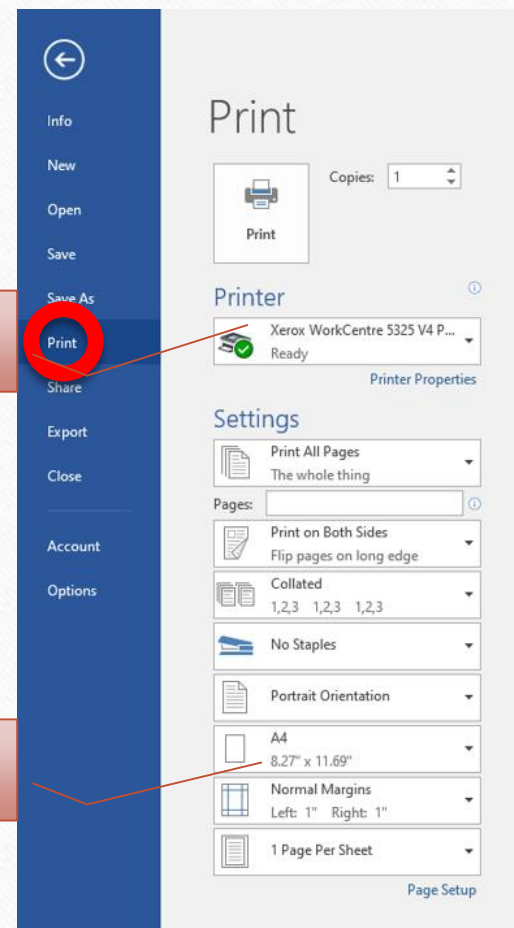 Info
New
Open
Save
Save As
Print
Share
Export
Close
Account
Options
Print
Copies: 1
Print
Printer
Xerox WorkCentre 5325 V4 P...
Ready
Printer Properties
Settings
Print All Pages
The whole thing
Pages:
Print on Both Sides
Flip pages on long edge
Collated
1,2,3 1,2,3 1,2,3
No Staples
Portrait Orientation
A4
8.27" x 11.69"
Normal Margins
Left: 1" Right: 1"
1 Page Per Sheet
Page Setup